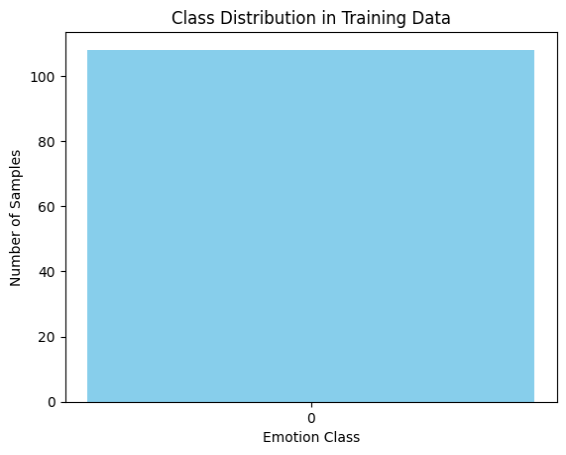 Class Distribution in Training Data
100
80
60
40
20
0
Number of Samples
0
Emotion Class